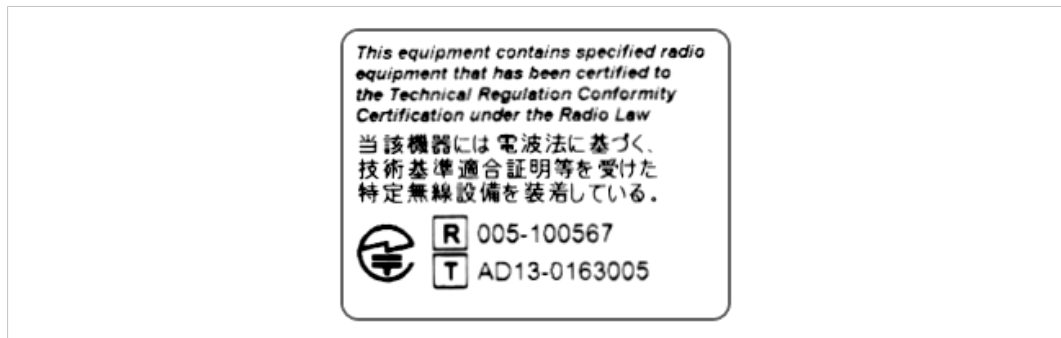 This equipment contains specified radio
equipment that has been certified to
the Technical Regulation Conformity
Certification under the Radio Law
当該機器には電波法に基づく、
技術基準適合証明等を受けた
特定無線設備を装着している。
R 005-100567
T AD13-0163005